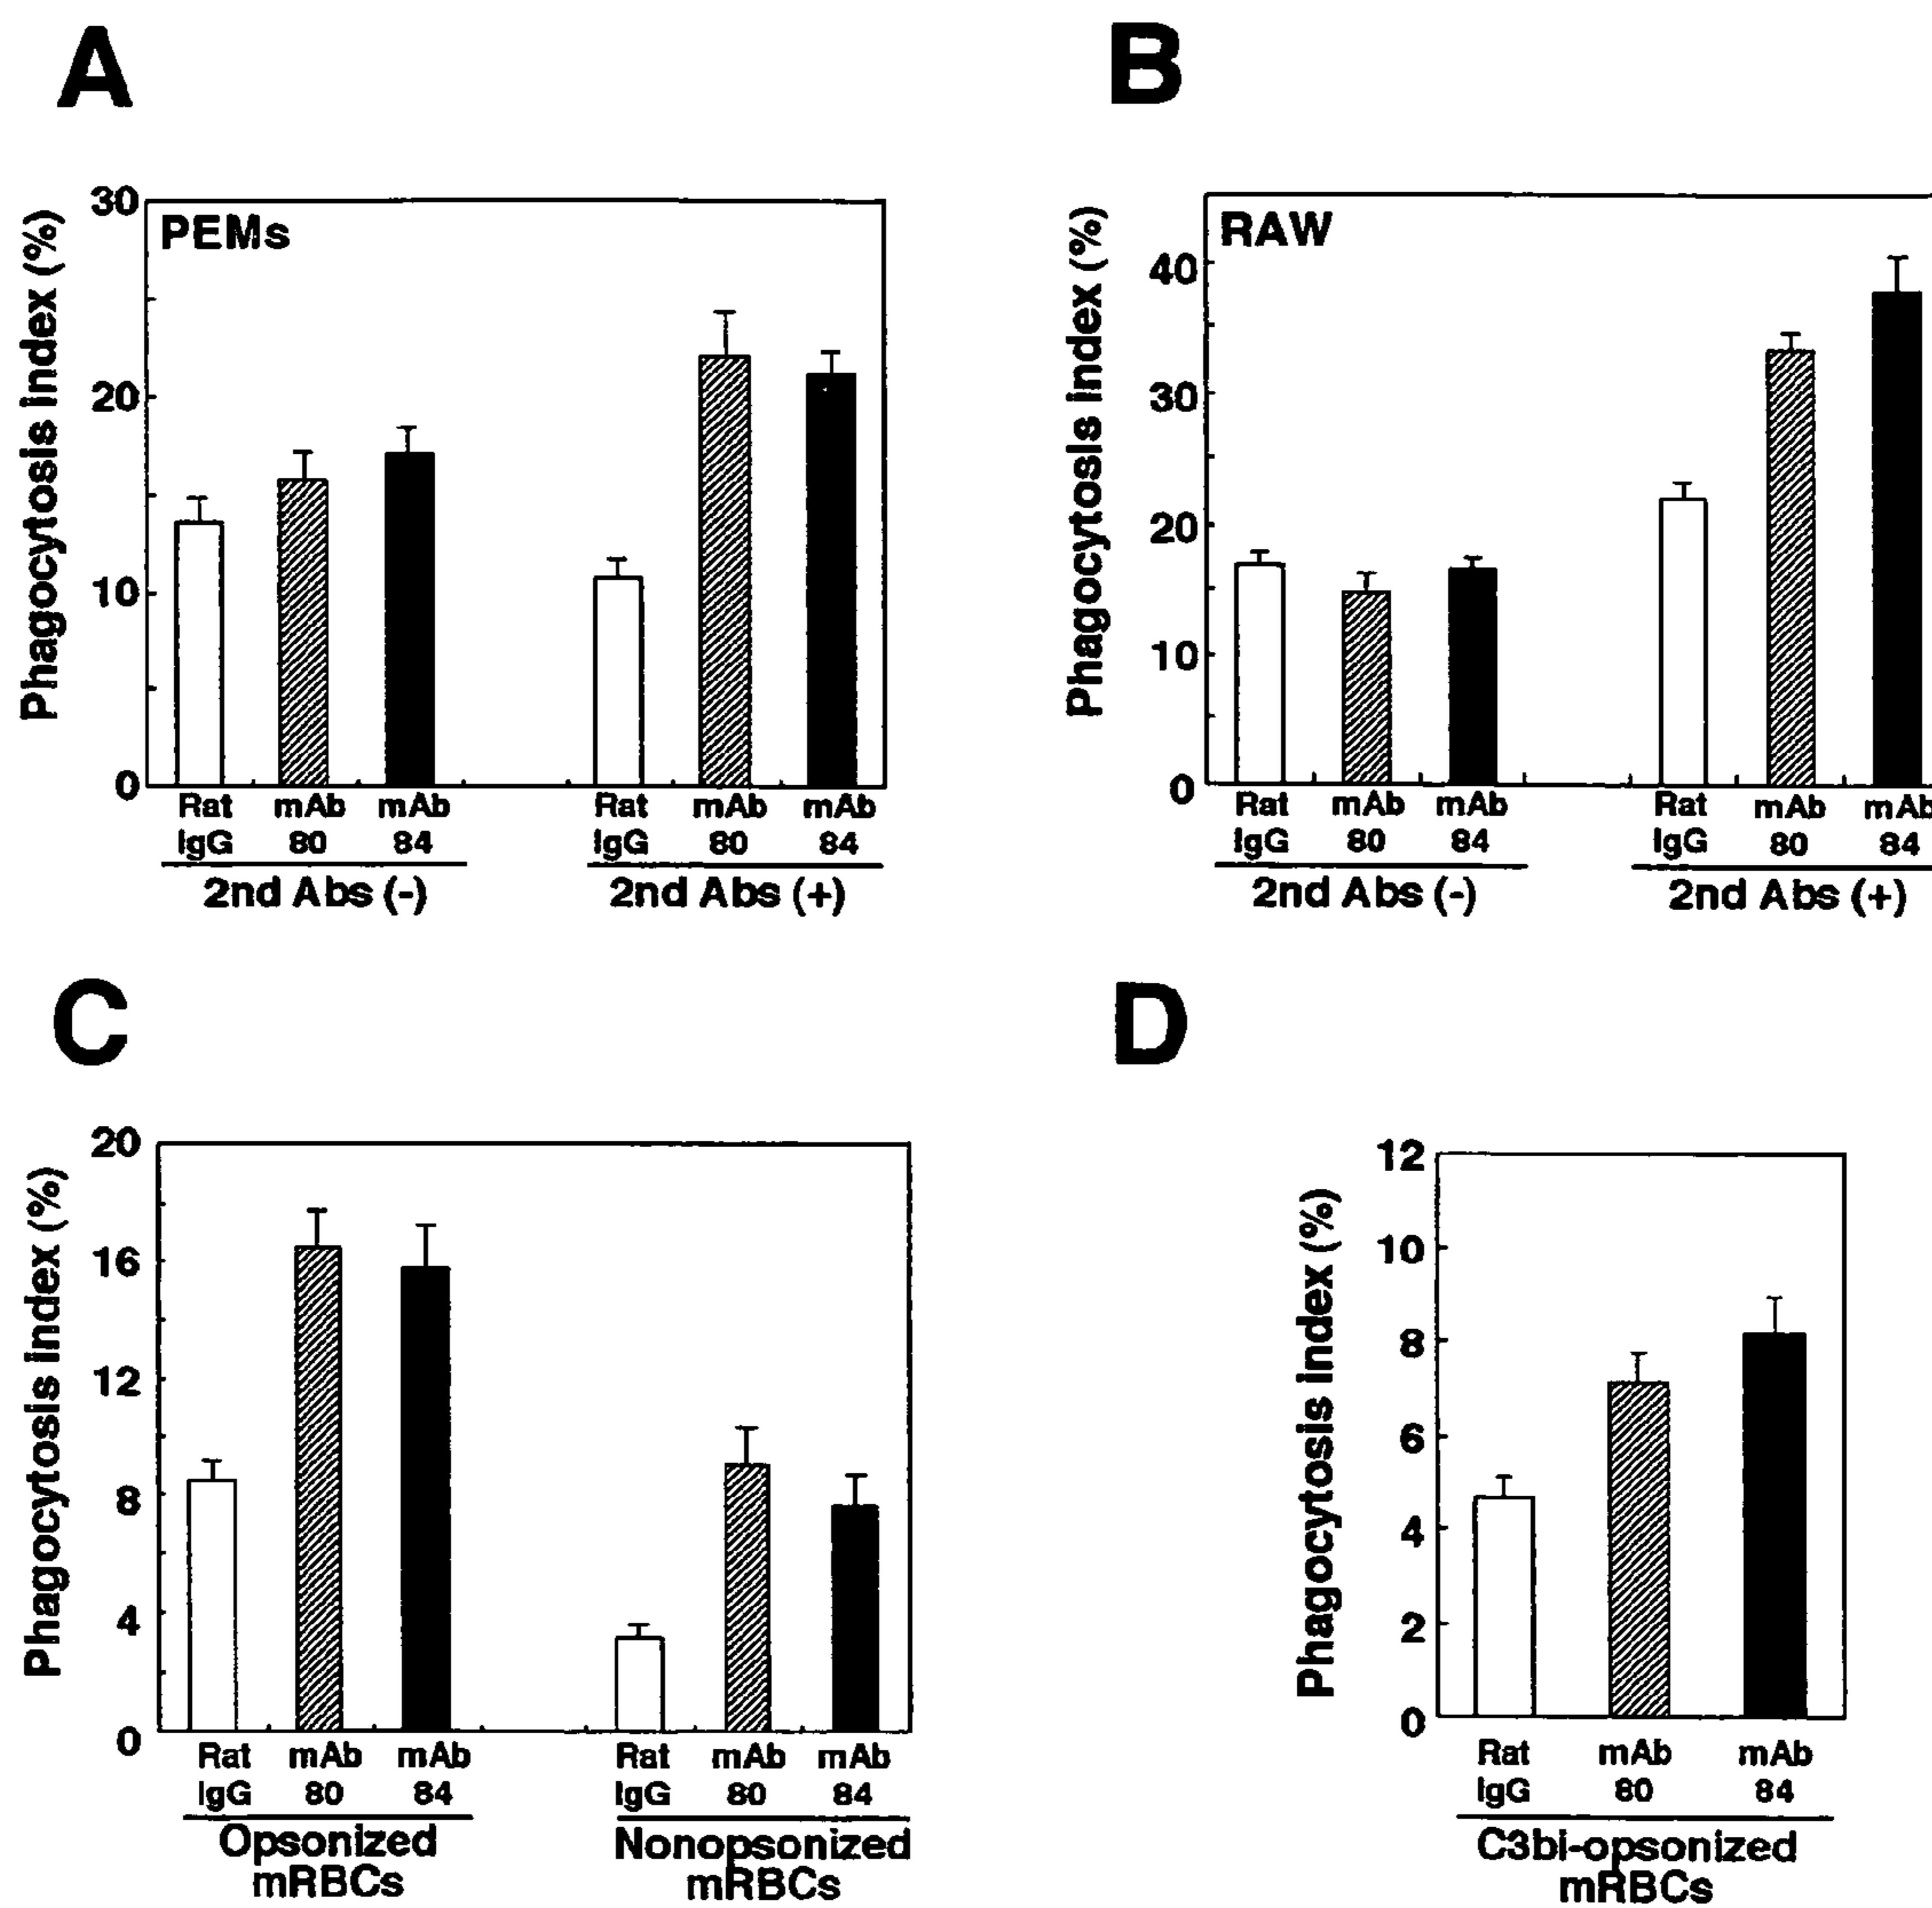 A
Phagocytosis index (%)
30
20
10
0
PEMs
Rat mAb mAb Rat mAb mAb
IgG 80 84 IgG 80 84
2nd Abs (-) 2nd Abs (+)
B
Phagocytosis index (%)
40
30
20
10
0
RAW
Rat mAb mAb Rat mAb mAb
IgG 80 84 IgG 80 84
2nd Abs (-) 2nd Abs (+)
C
Phagocytosis index (%)
20
16
12
8
4
0
Rat mAb mAb Rat mAb mAb
IgG 80 84 IgG 80 84
Opsonized Nonopsonized
mRBCs mRBCs
D
Phagocytosis index (%)
12
10
8
6
4
2
0
Rat mAb mAb
IgG 80 84
C3bi-opsonized
mRBCs